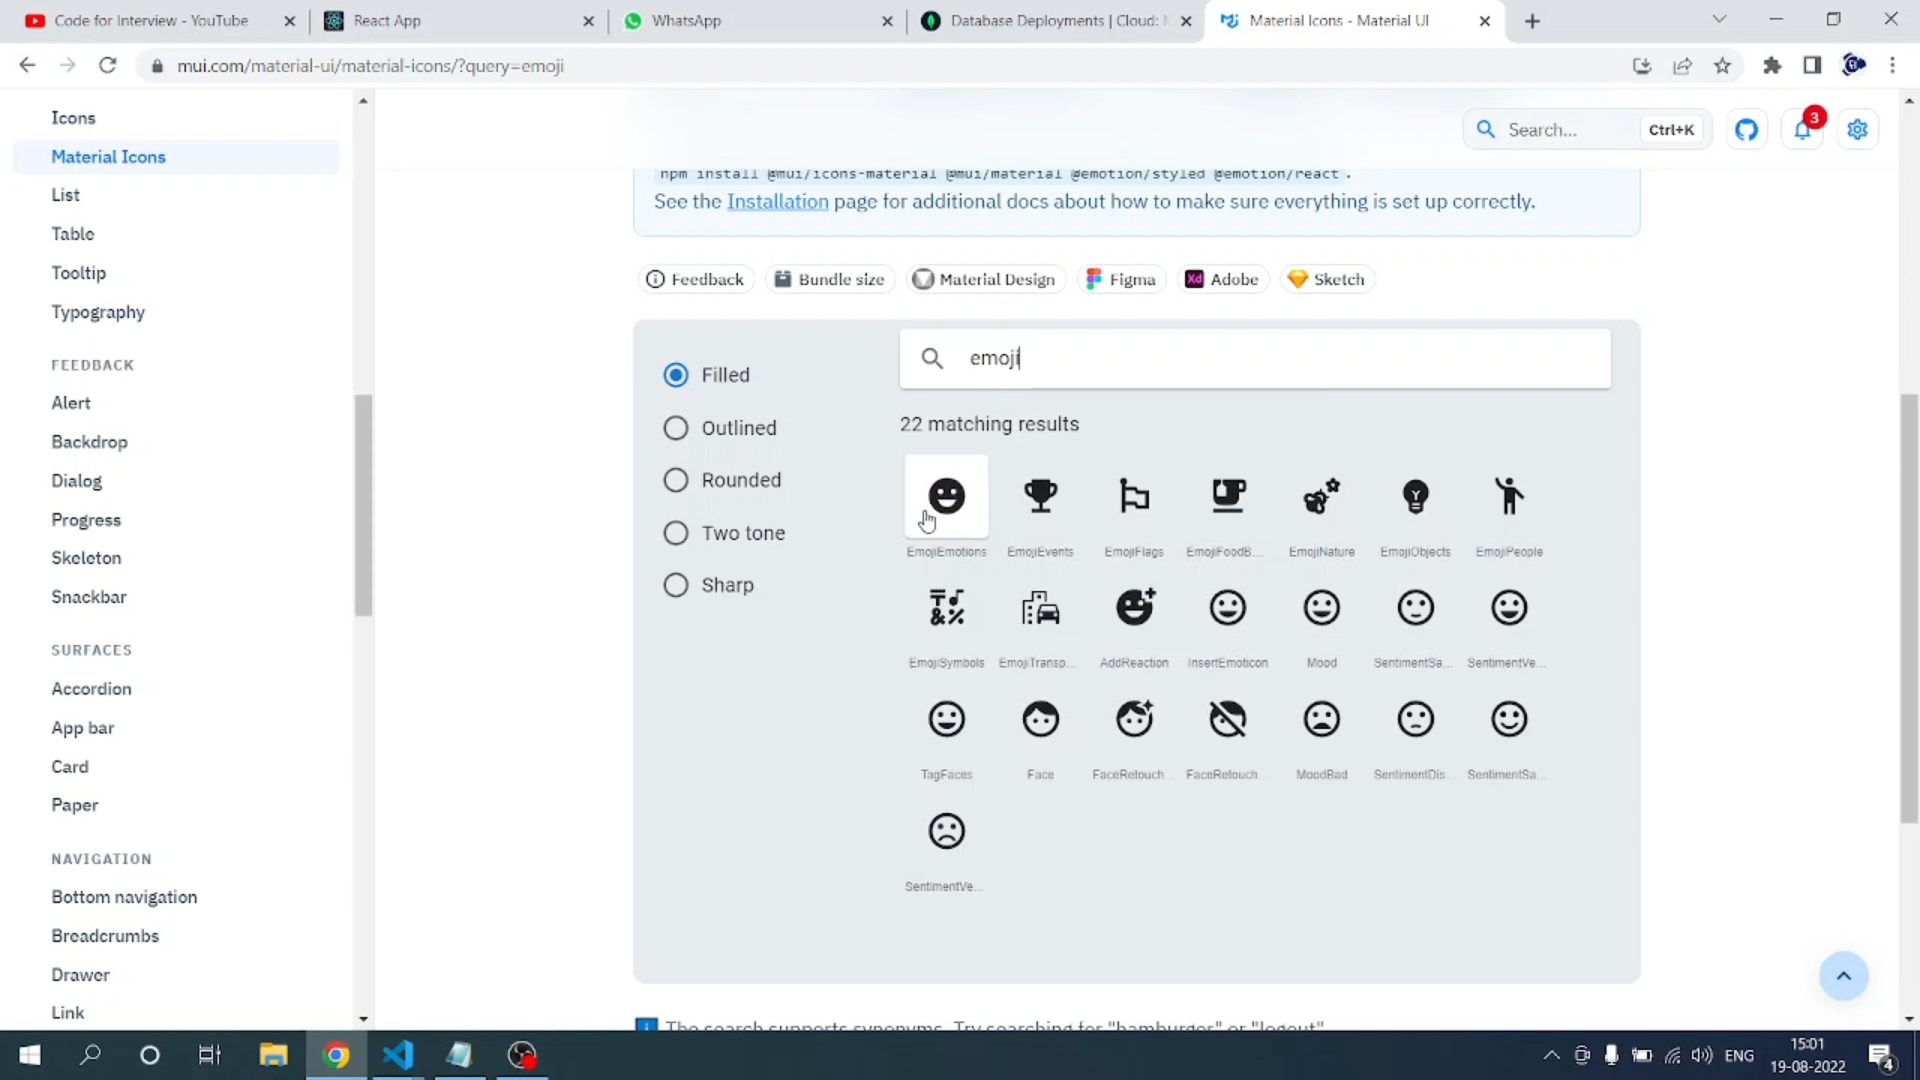 Code for Interview - YouTube
React App
WhatsApp
Database Deployments | Cloud:
Material Icons - Material UI
mui.com/material-ui/material-icons/?query=emoji
Icons
Material Icons
List
Table
Tooltip
Typography
FEEDBACK
Alert
Backdrop
Dialog
Progress
Skeleton
Snackbar
SURFACES
Accordion
App bar
Card
Paper
NAVIGATION
Bottom navigation
Breadcrumbs
Drawer
Link
Search...
Ctrl+K
3
npm install @mui/icons-material @mui/material @emotion/styled @emotion/react .
See the Installation page for additional docs about how to make sure everything is set up correctly.
Feedback
Bundle size
Material Design
Figma
Xd Adobe
Sketch
Filled
Outlined
Rounded
Two tone
Sharp
emoji
22 matching results
EmojiEmotions
EmojiEvents
EmojiFlags
EmojiFoodB...
EmojiNature
EmojiObjects
EmojiPeople
EmojiSymbols
EmojiTransp...
AddReaction
InsertEmoticon
Mood
SentimentSa...
SentimentVe...
TagFaces
Face
FaceRetouch...
FaceRetouch...
MoodBad
SentimentDis...
SentimentSa...
SentimentVe...
The search supports synonyms. Try searching for "hamburger" or "logout"
ENG
15:01
19-08-2022
4